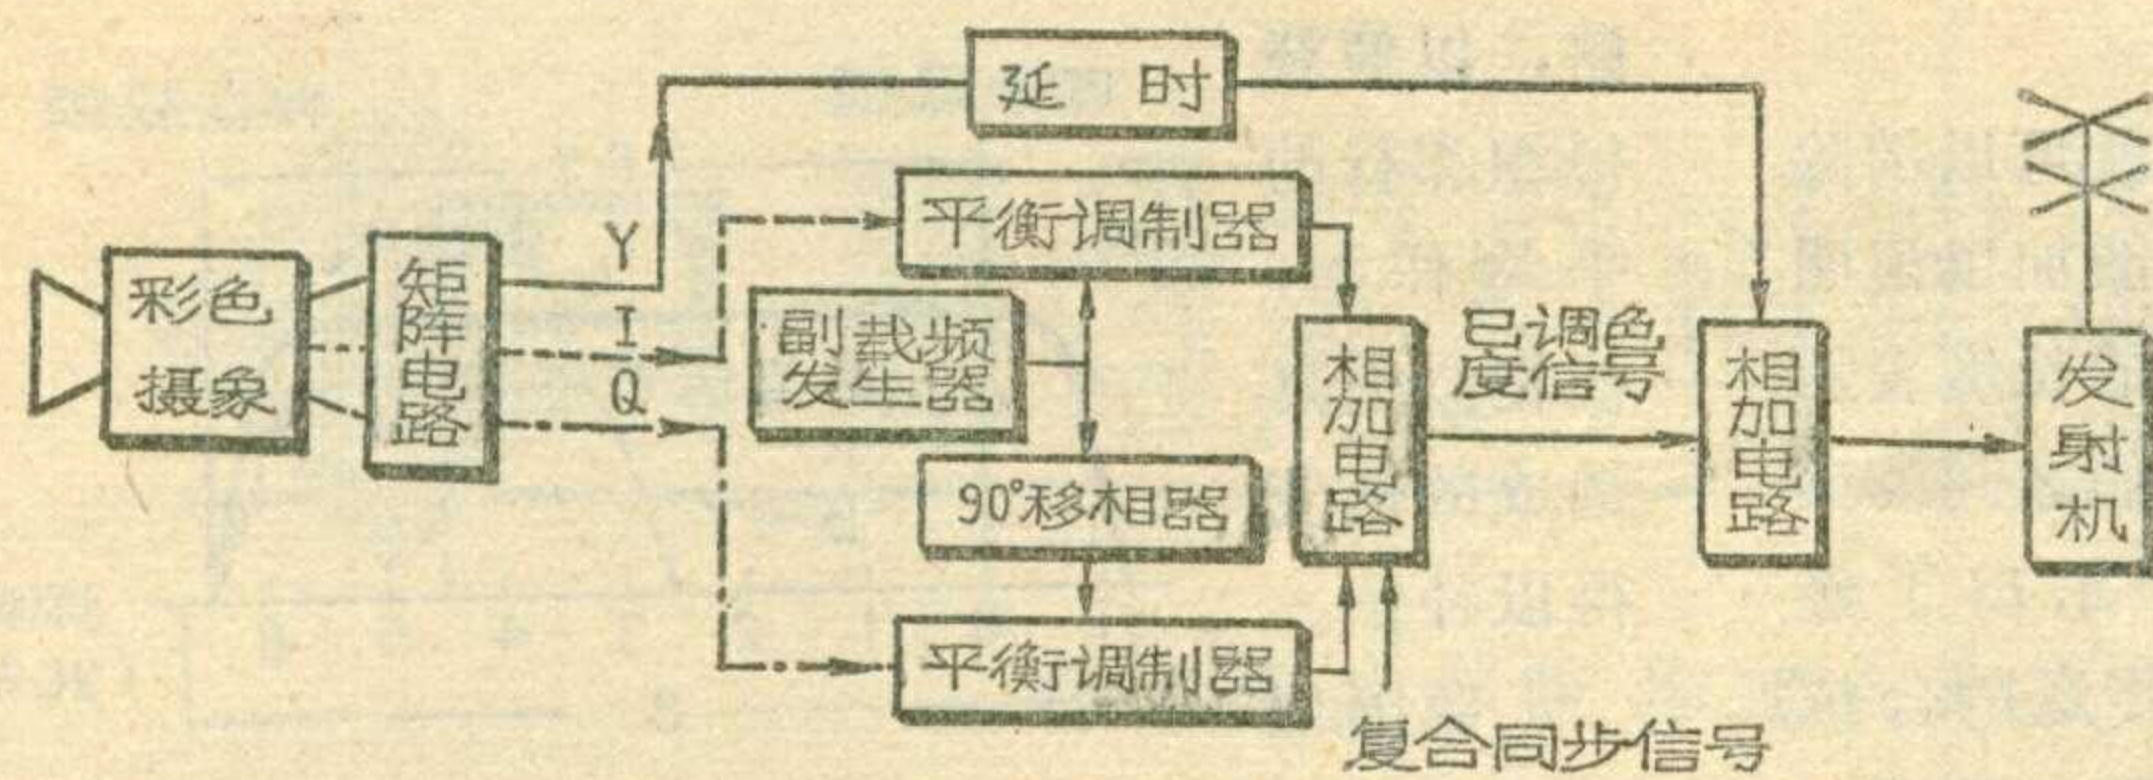 延时
平衡调制器
彩色
摄象
矩阵电路
Y
I
Q
副载频
发生器
90°移相器
平衡调制器
相加电路
已调色
度信号
相加电路
发射机
复合同步信号